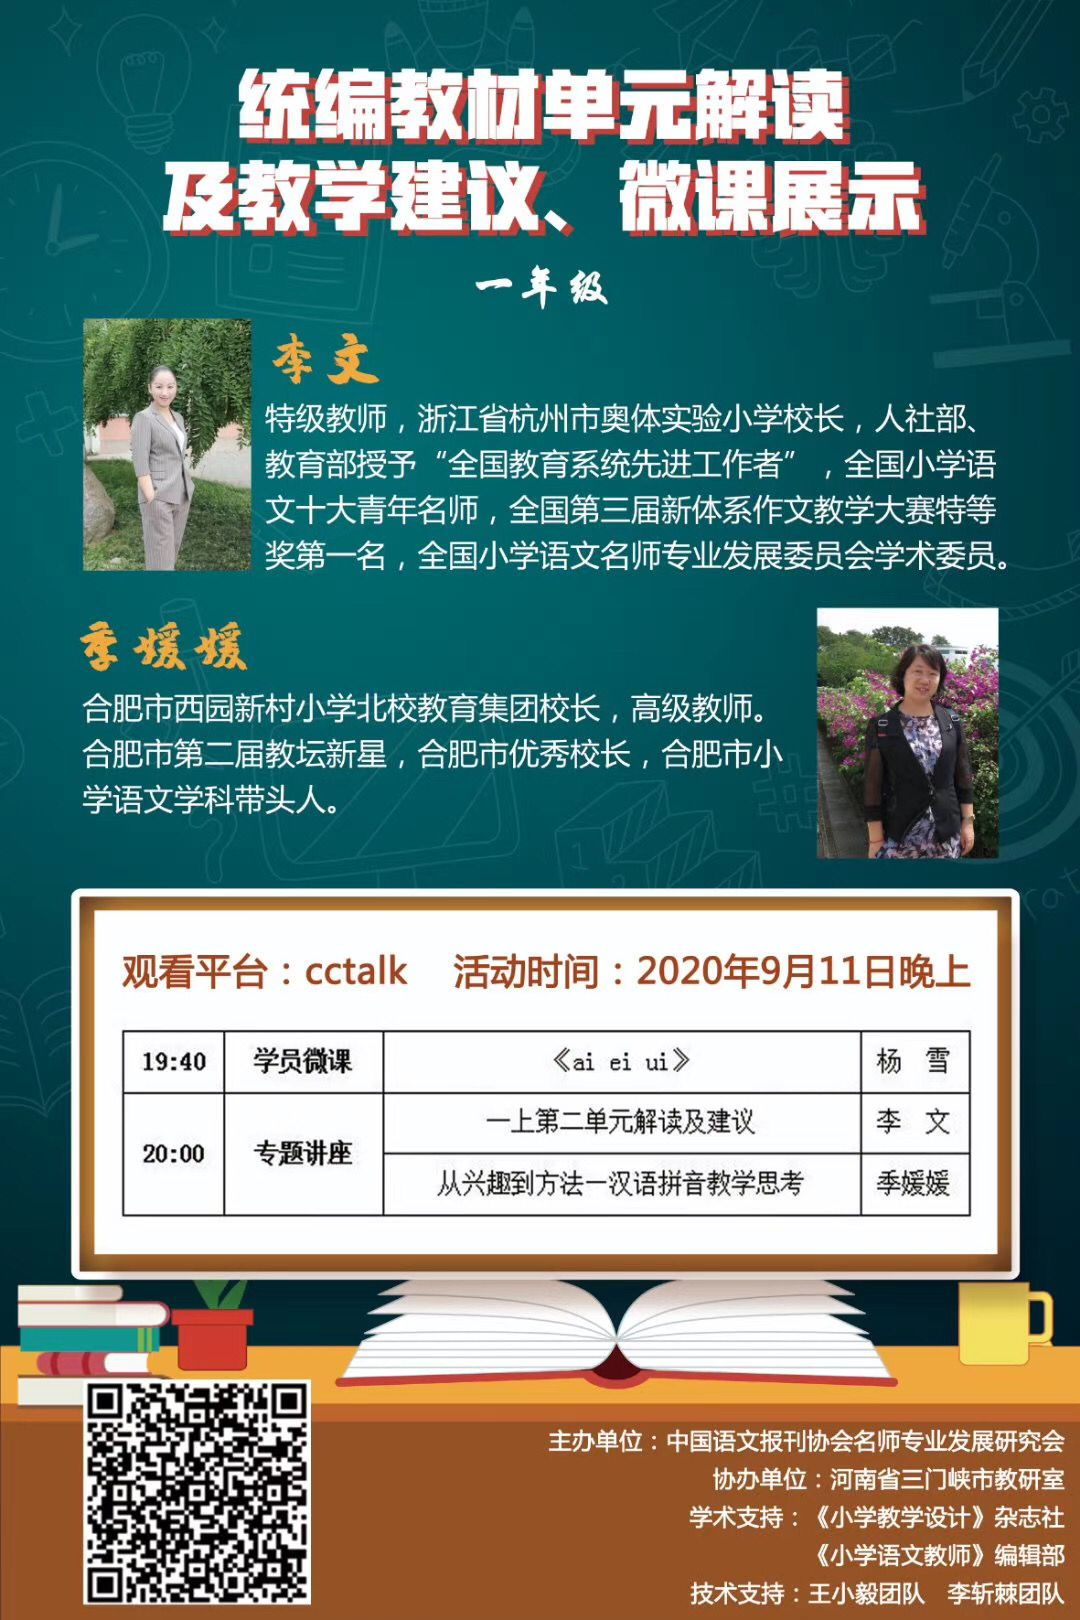 统编教材单元解读
及教学建议、微课展示
一年级
李文
特级教师，浙江省杭州市奥体实验小学校长，人社部、
教育部授予“全国教育系统先进工作者”，全国小学语
文十大青年名师，全国第三届新体系作文教学大赛特等
奖第一名，全国小学语文名师专业发展委员会学术委员。
季媛媛
合肥市西园新村小学北校教育集团校长，高级教师。
合肥市第二届教坛新星，合肥市优秀校长，合肥市小
学语文学科带头人。
观看平台：cctalk 活动时间：2020年9月11日晚上
19:40 学员微课 《ai ei ui》 杨 雪
20:00 专题讲座 一上第二单元解读及建议 李 文
从兴趣到方法—汉语拼音教学思考 季媛媛
主办单位：中国语文报刊协会名师专业发展研究会
协办单位：河南省三门峡市教研室
学术支持：《小学教学设计》杂志社
《小学语文教师》编辑部
技术支持：王小毅团队 李斩棘团队